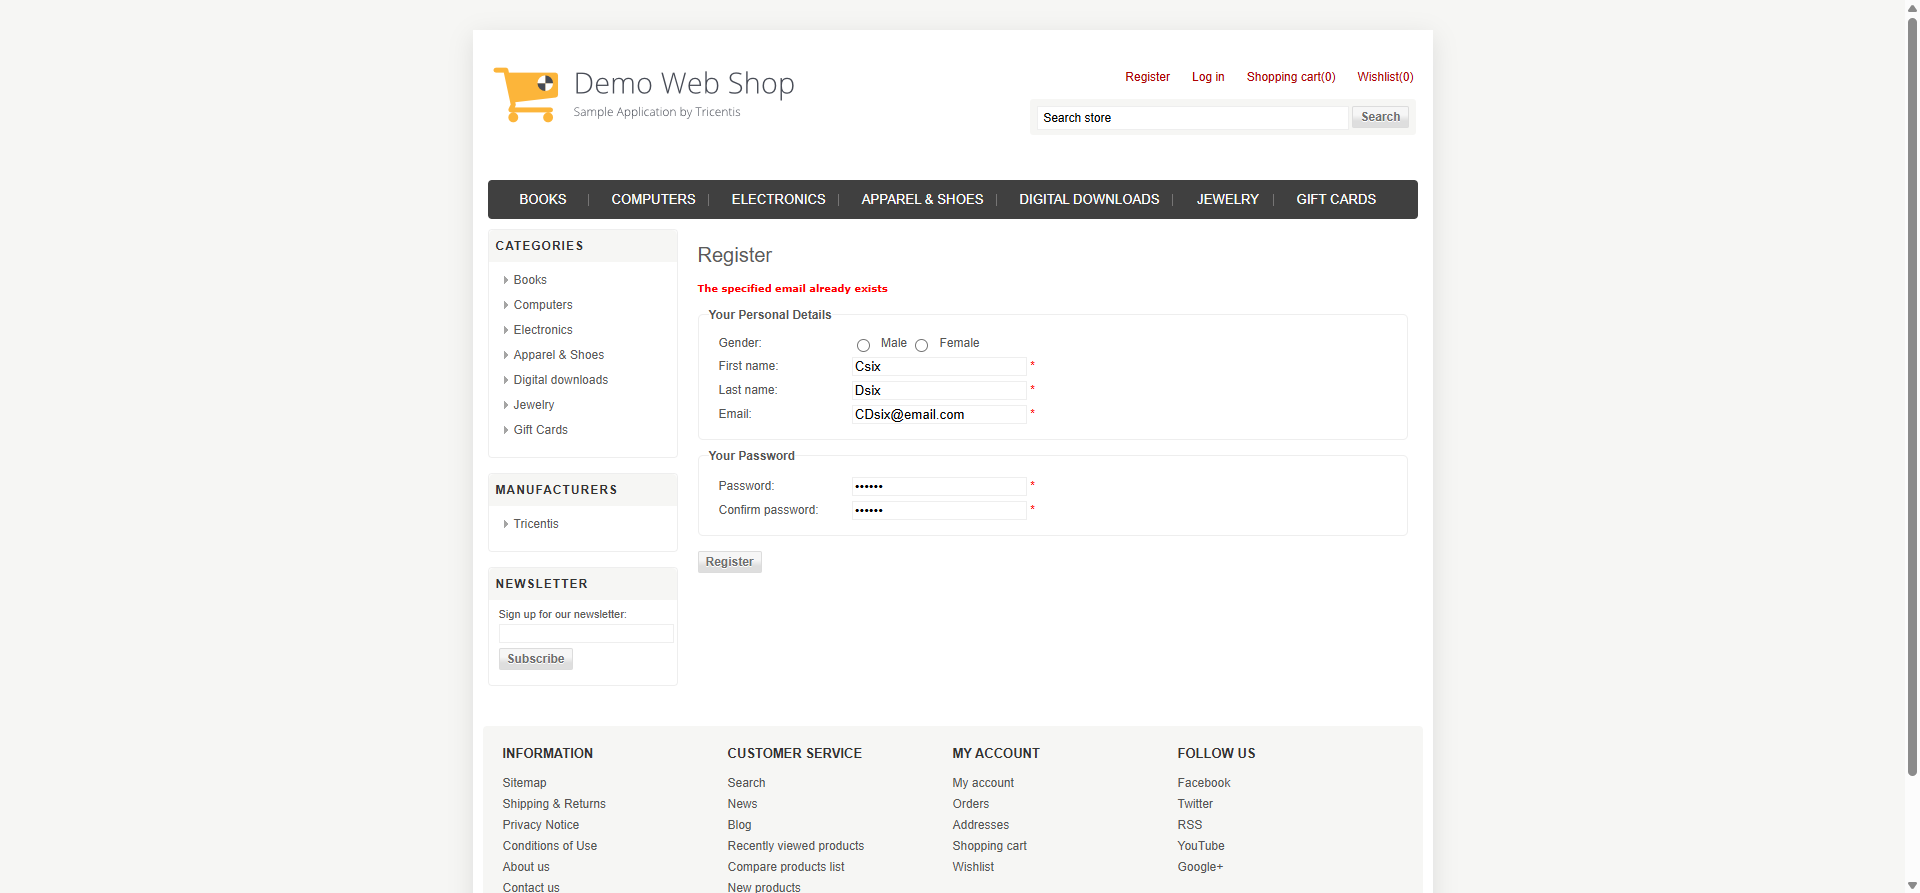 Demo Web Shop
Sample Application by Tricentis
Register Log in Shopping cart(0) Wishlist(0)
Search store Search
BOOKS | COMPUTERS | ELECTRONICS | APPAREL & SHOES | DIGITAL DOWNLOADS | JEWELRY | GIFT CARDS
CATEGORIES
Books
Computers
Electronics
Apparel & Shoes
Digital downloads
Jewelry
Gift Cards
MANUFACTURERS
Tricentis
NEWSLETTER
Sign up for our newsletter:
Subscribe
Register
The specified email already exists
Your Personal Details
Gender: Male Female
First name: Csix *
Last name: Dsix *
Email: CDsix@email.com *
Your Password
Password: •••••• *
Confirm password: •••••• *
Register
INFORMATION
Sitemap
Shipping & Returns
Privacy Notice
Conditions of Use
About us
Contact us
CUSTOMER SERVICE
Search
News
Blog
Recently viewed products
Compare products list
New products
MY ACCOUNT
My account
Orders
Addresses
Shopping cart
Wishlist
FOLLOW US
Facebook
Twitter
RSS
YouTube
Google+